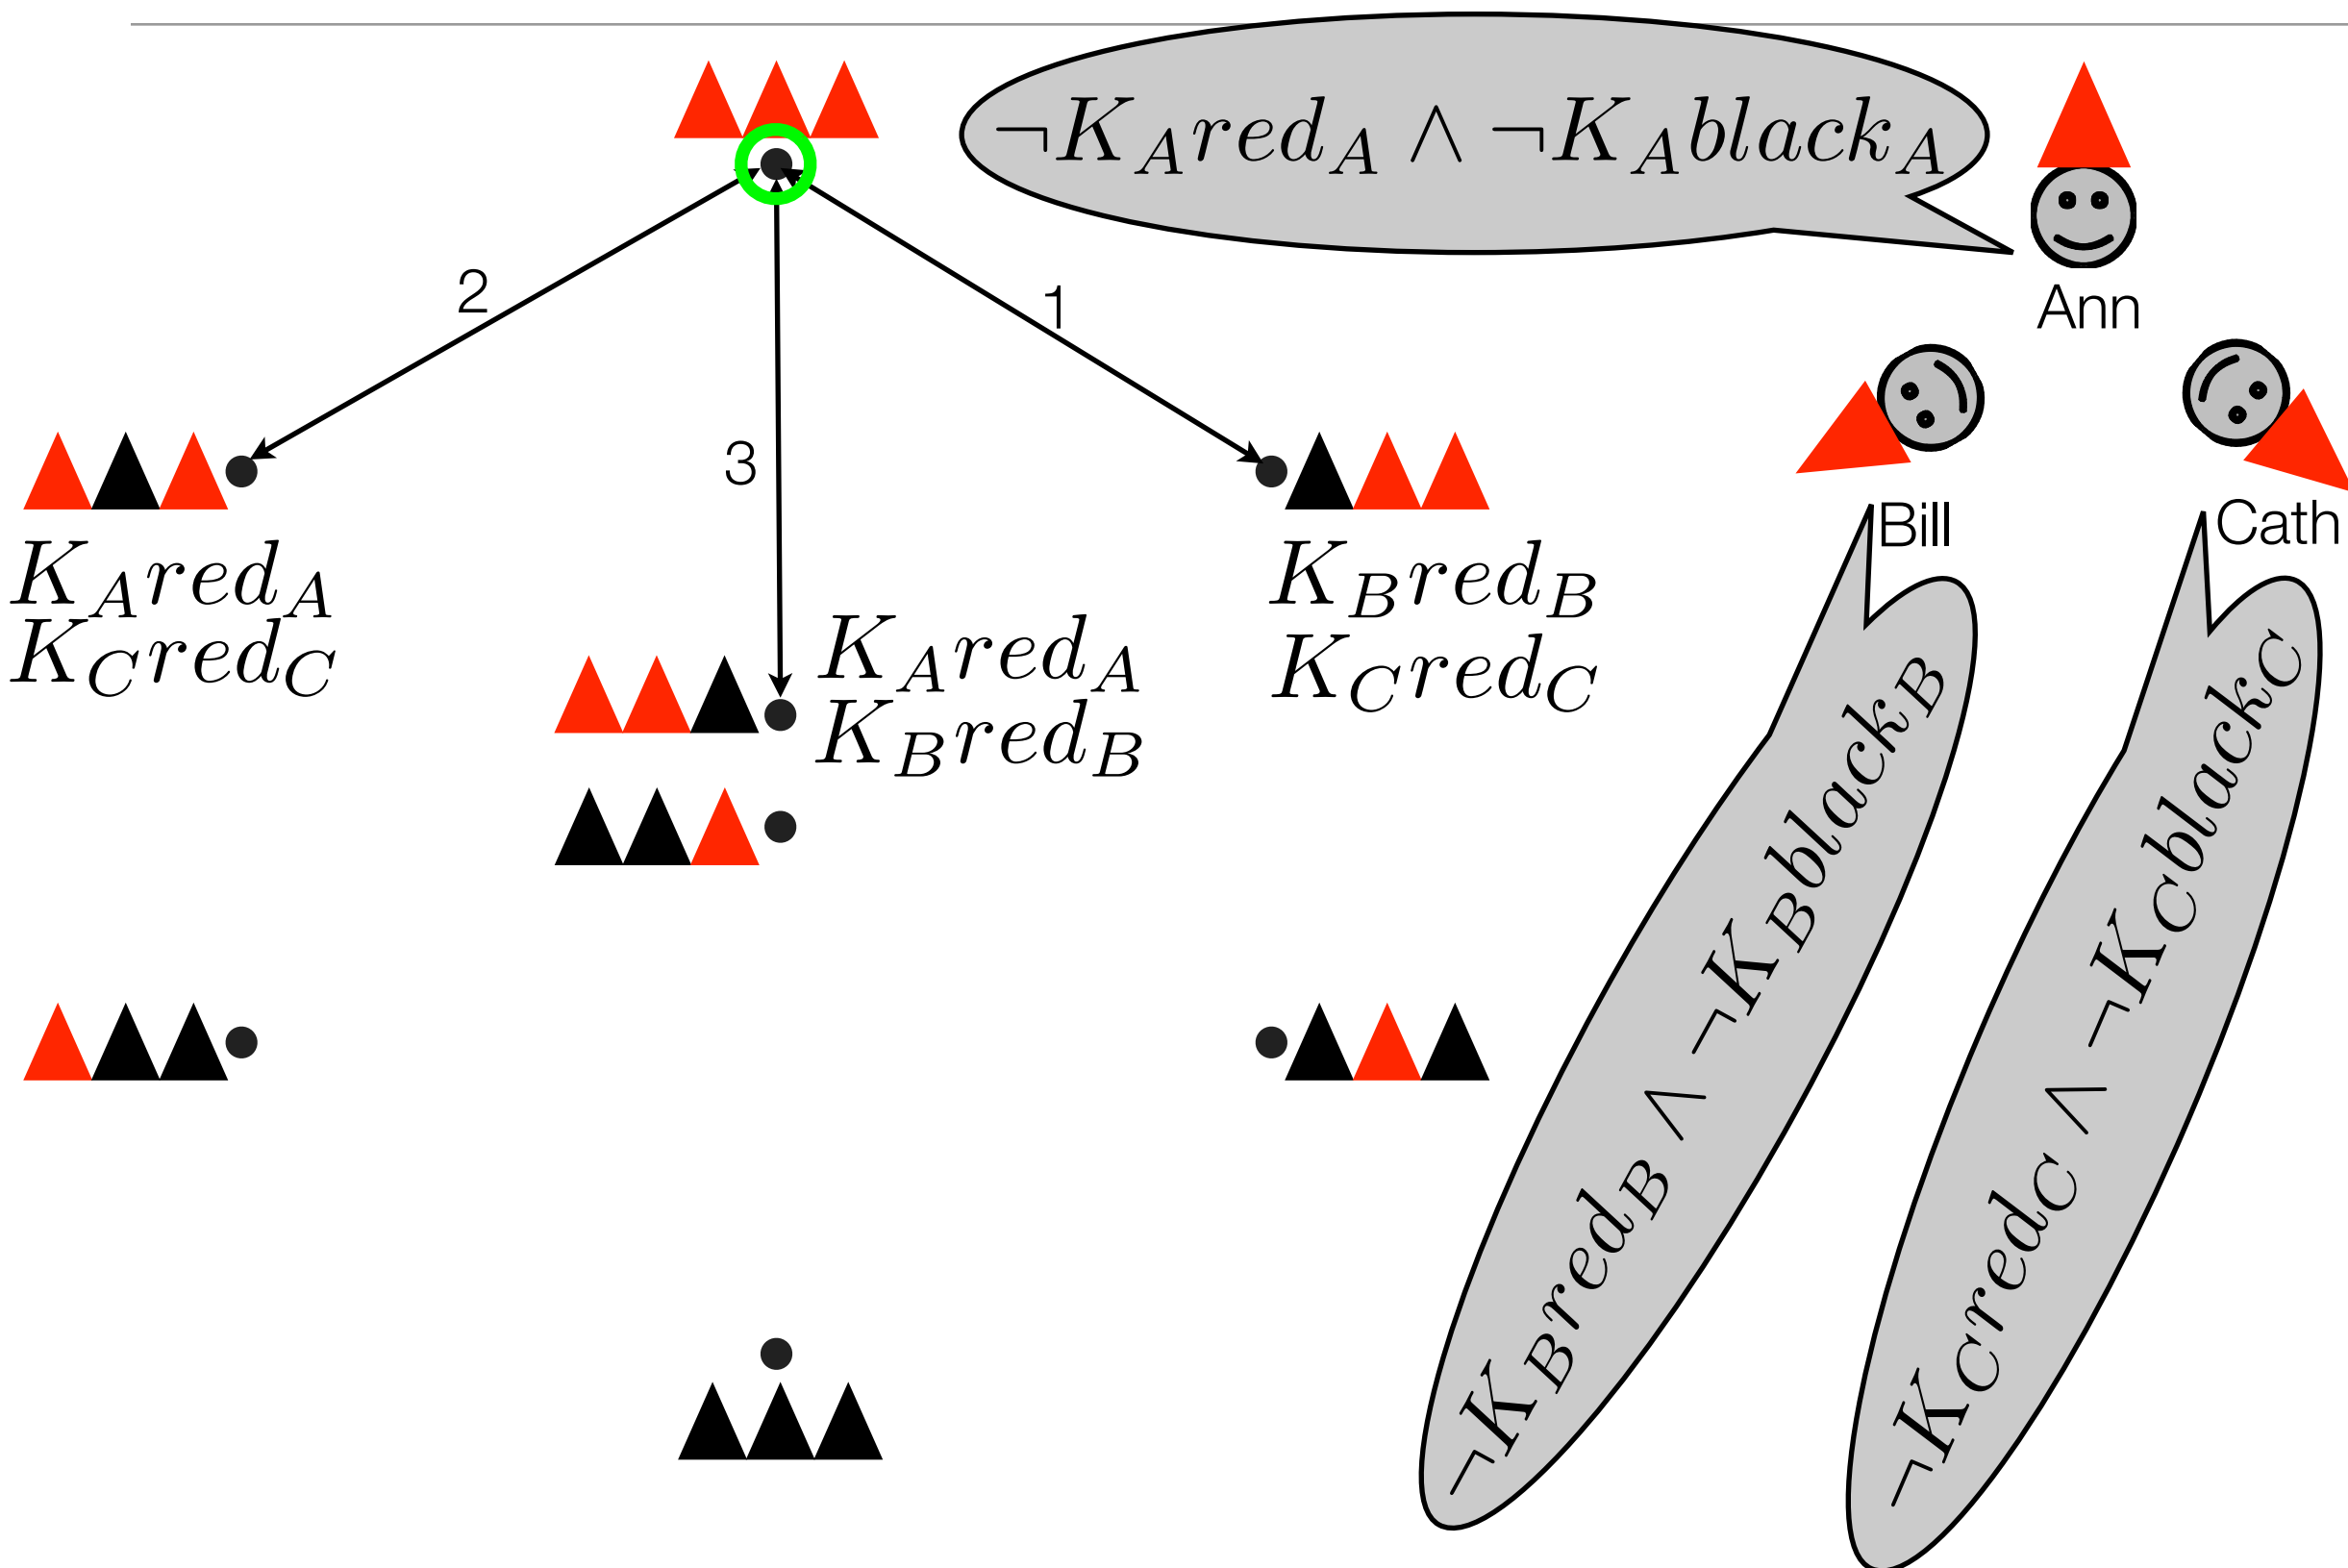 ¬K_A red_A ∧ ¬K_A black_A
Ann
2
1
3
Bill
Cath
K_A red_A
K_C red_C
K_B red_B
K_C red_C
K_A red_A
K_B red_B
¬K_B red_B ∧ ¬K_B black_B
¬K_C red_C ∧ ¬K_C black_C